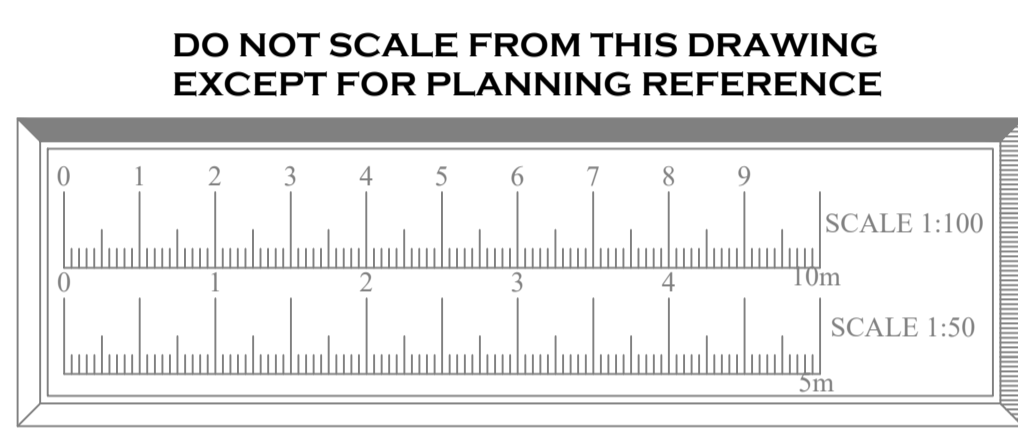 DO NOT SCALE FROM THIS DRAWING
EXCEPT FOR PLANNING REFERENCE
0 1 2 3 4 5 6 7 8 9
SCALE 1:100
10m
0 1 2 3 4
SCALE 1:50
5m